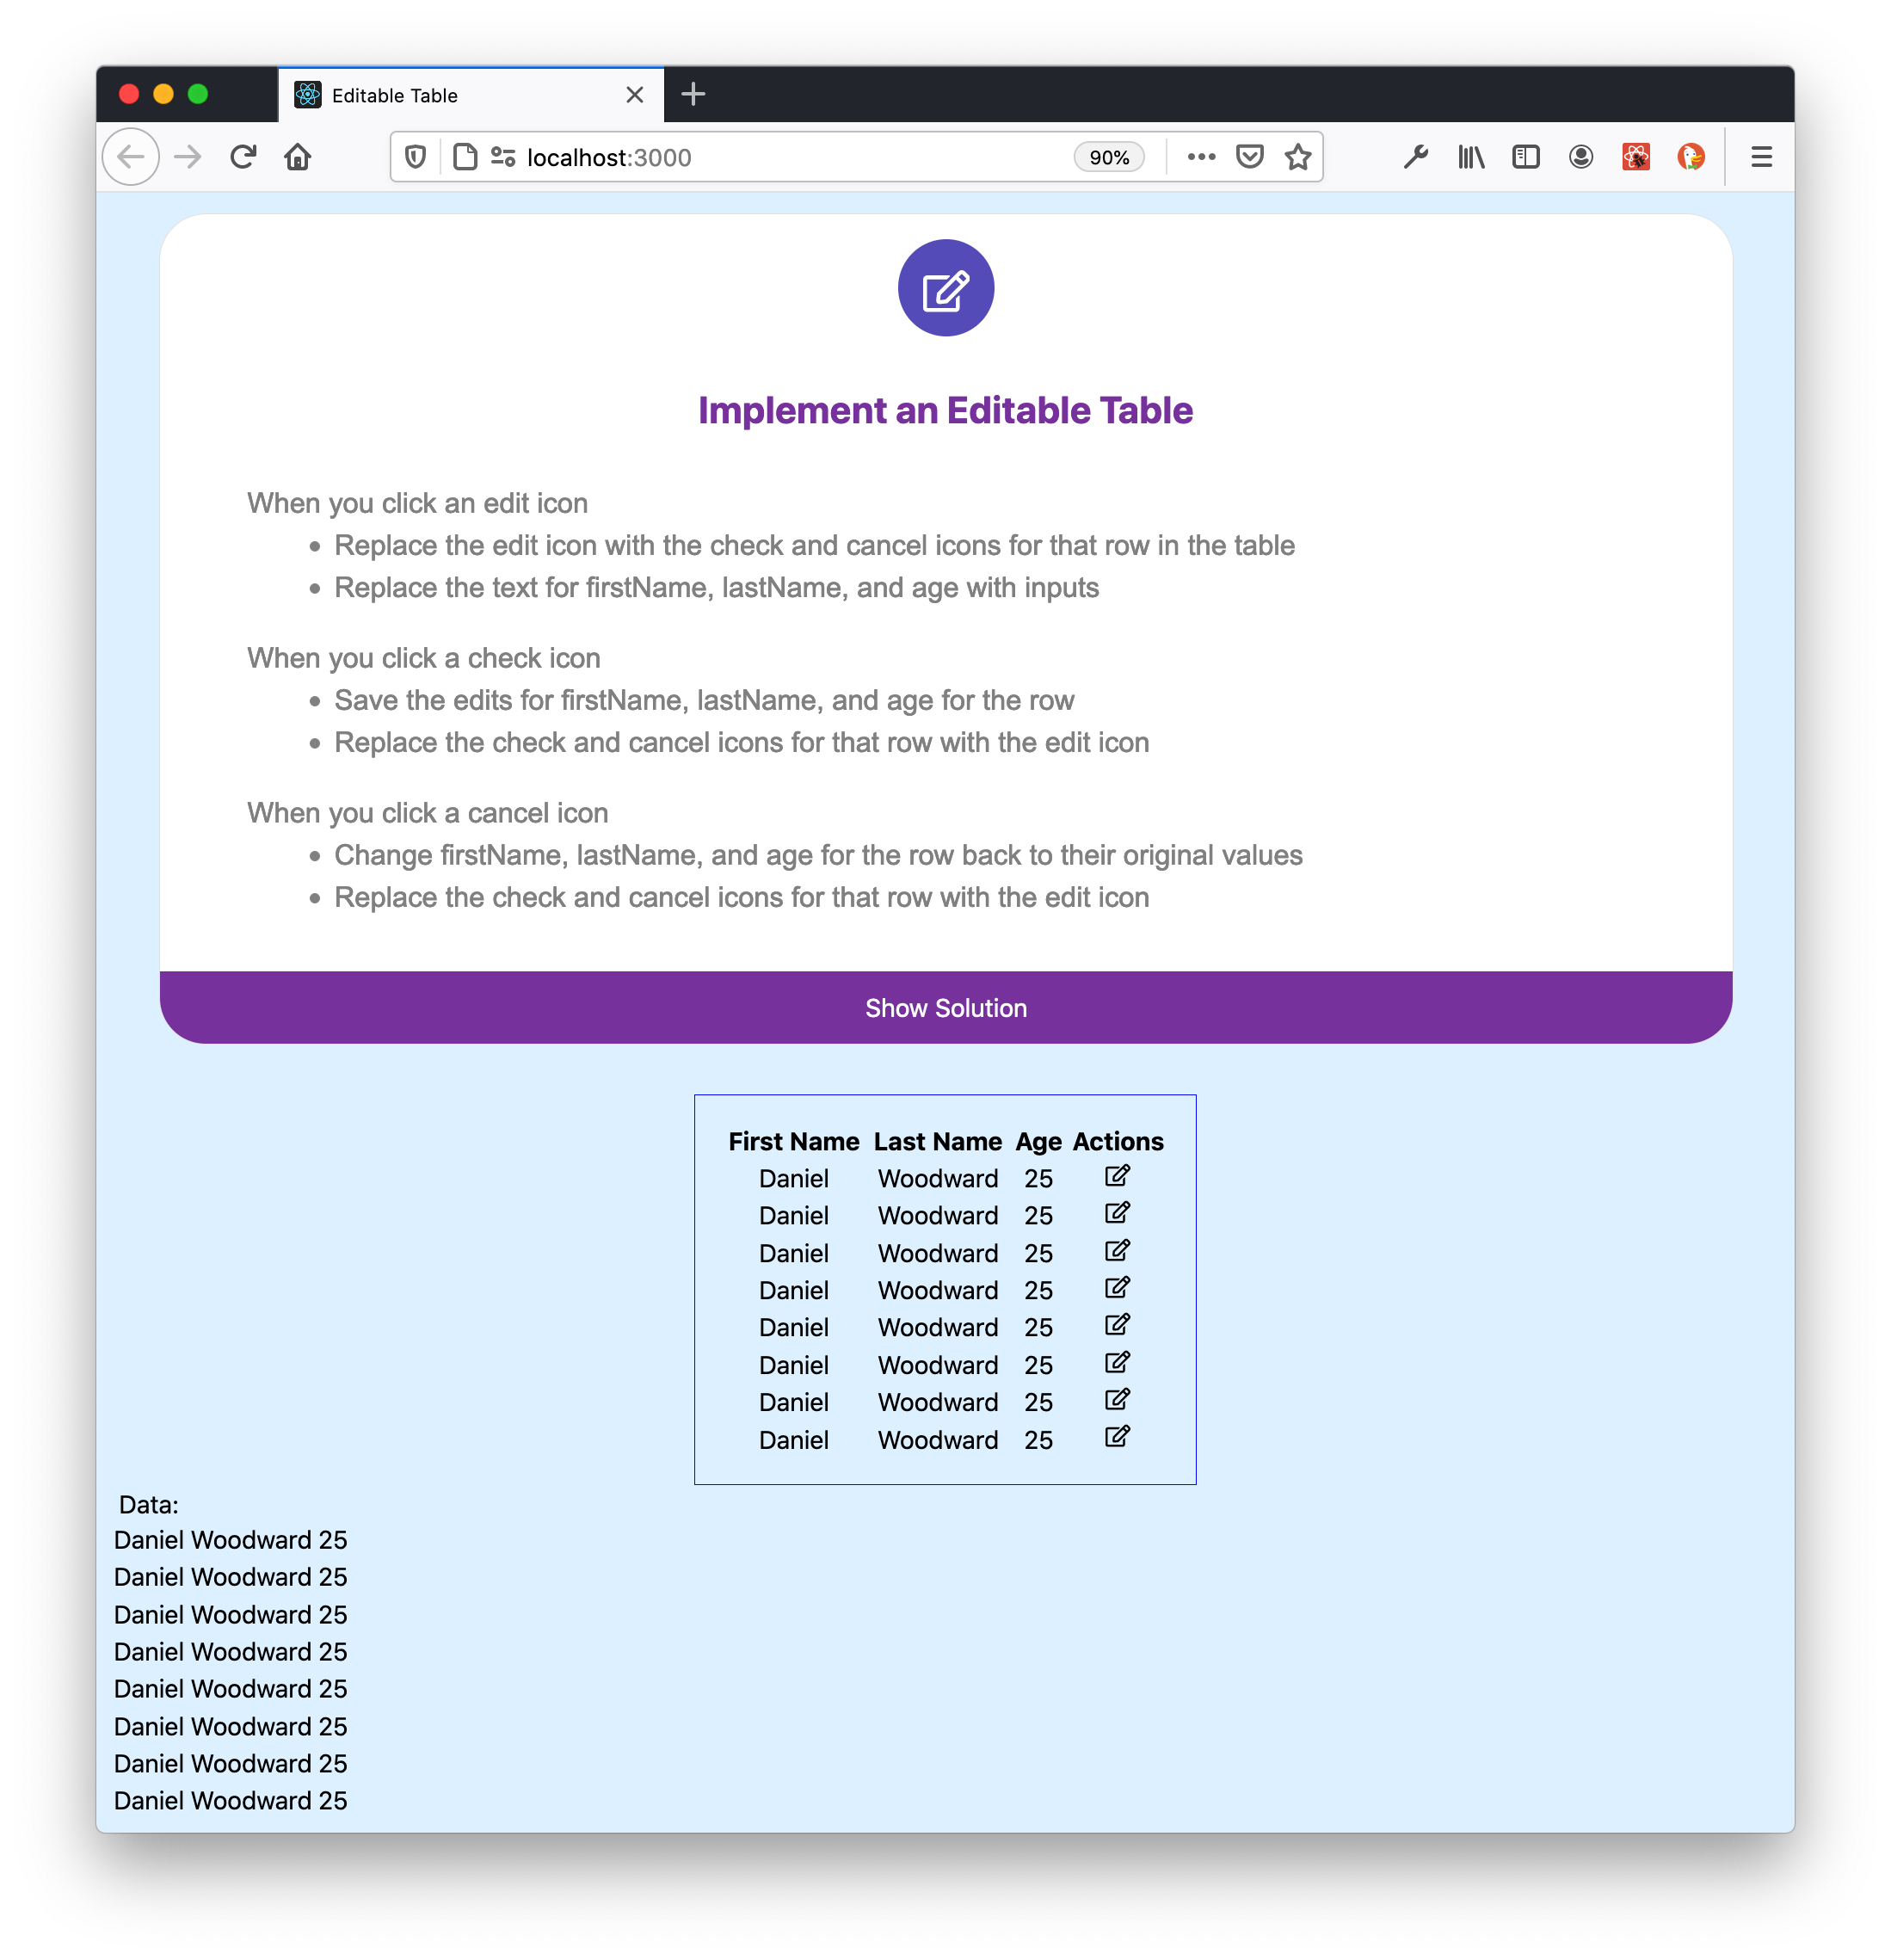 Editable Table
localhost:3000
90%
Implement an Editable Table
When you click an edit icon
• Replace the edit icon with the check and cancel icons for that row in the table
• Replace the text for firstName, lastName, and age with inputs
When you click a check icon
• Save the edits for firstName, lastName, and age for the row
• Replace the check and cancel icons for that row with the edit icon
When you click a cancel icon
• Change firstName, lastName, and age for the row back to their original values
• Replace the check and cancel icons for that row with the edit icon
Show Solution
First Name Last Name Age Actions
Daniel Woodward 25
Daniel Woodward 25
Daniel Woodward 25
Daniel Woodward 25
Daniel Woodward 25
Daniel Woodward 25
Daniel Woodward 25
Daniel Woodward 25
Data:
Daniel Woodward 25
Daniel Woodward 25
Daniel Woodward 25
Daniel Woodward 25
Daniel Woodward 25
Daniel Woodward 25
Daniel Woodward 25
Daniel Woodward 25